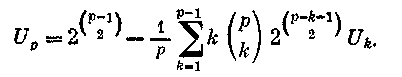 $U_p = 2^{\binom{p-1}{2}} - \frac{1}{p} \sum_{k=1}^{p-1} k \binom{p}{k} 2^{\binom{p-k-1}{2}} U_k.$